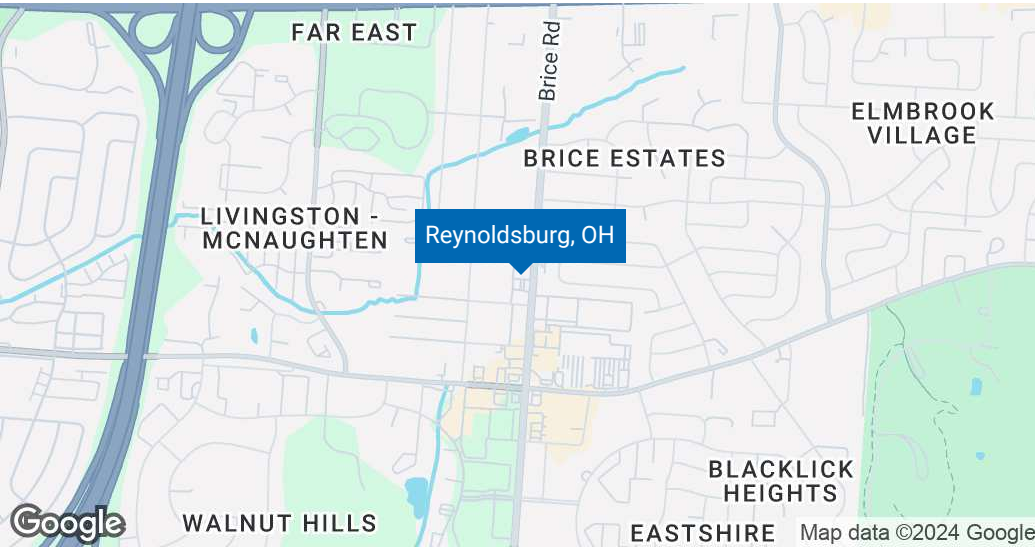 FAR EAST
Brice Rd
ELMBROOK
VILLAGE
BRICE ESTATES
LIVINGSTON -
MCNAUGHTEN
Reynoldsburg, OH
BLACKLICK
HEIGHTS
WALNUT HILLS
EASTSHIRE
Google
Map data ©2024 Google